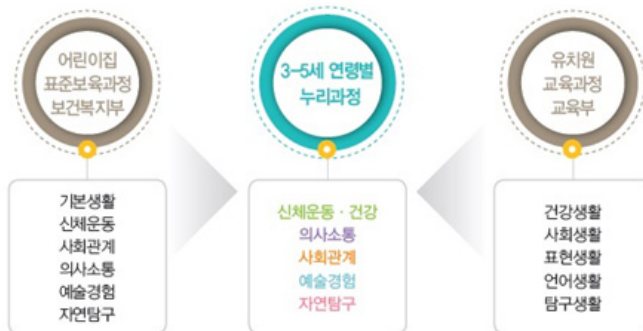 어린이집
표준보육과정
보건복지부
기본생활
신체운동
사회관계
의사소통
예술경험
자연탐구
3-5세 연령별
누리과정
신체운동 · 건강
의사소통
사회관계
예술경험
자연탐구
유치원
교육과정
교육부
건강생활
사회생활
표현생활
언어생활
탐구생활